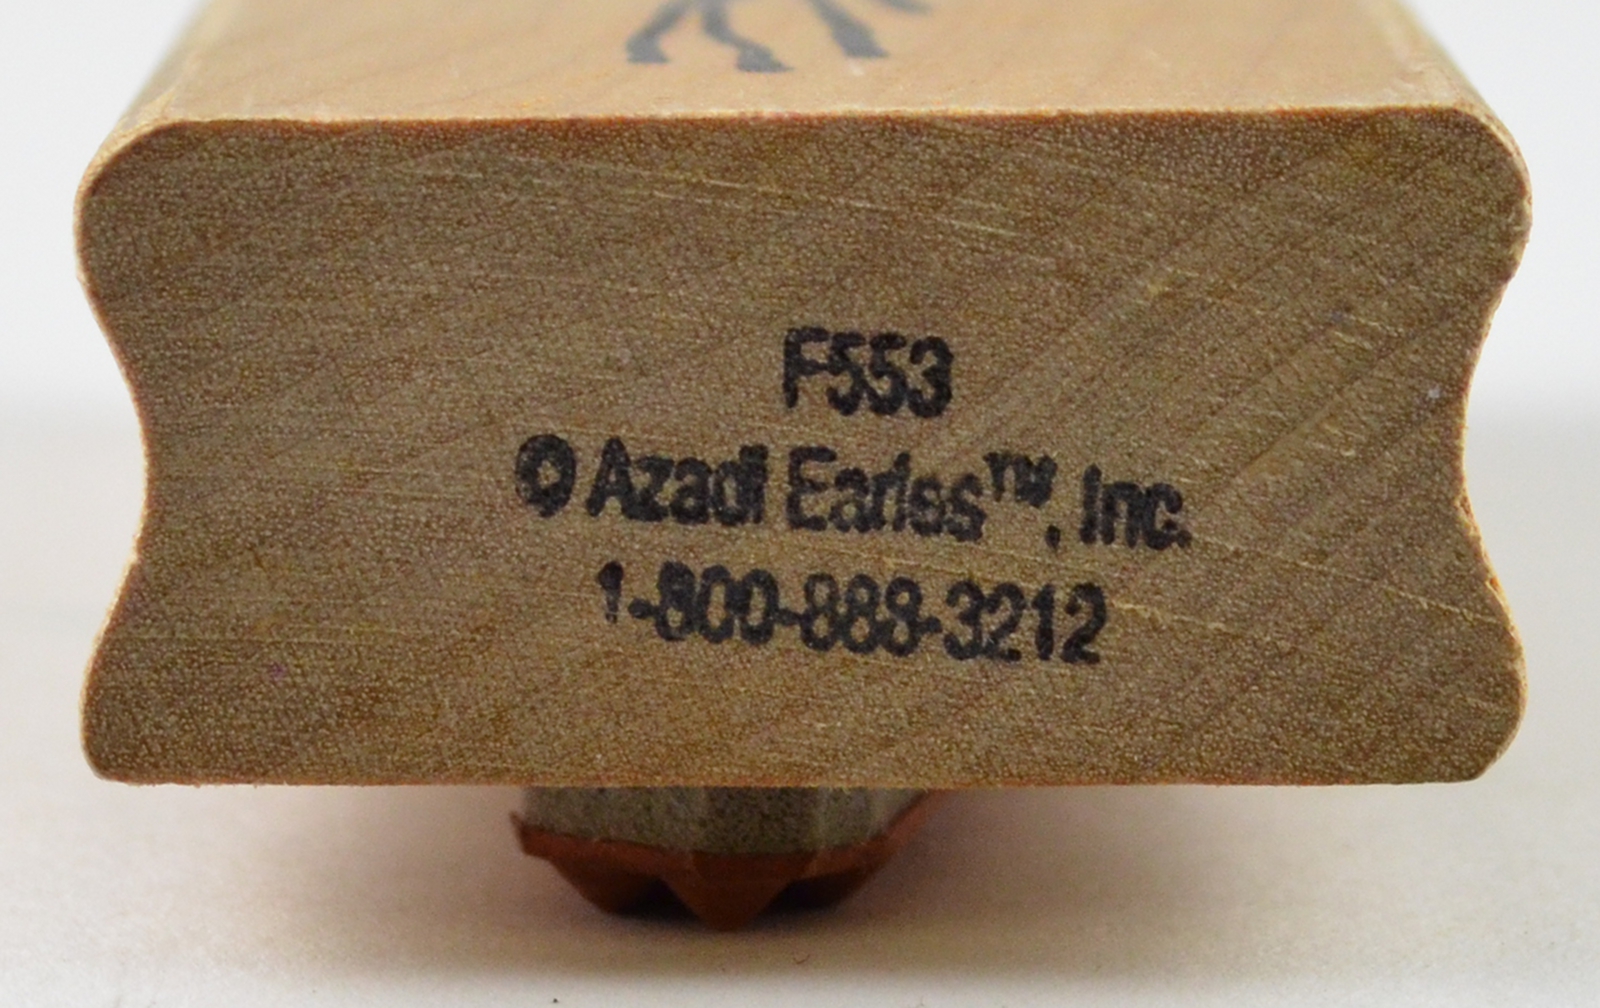 F553
© Azadi Earles™, Inc.
1-800-888-3212